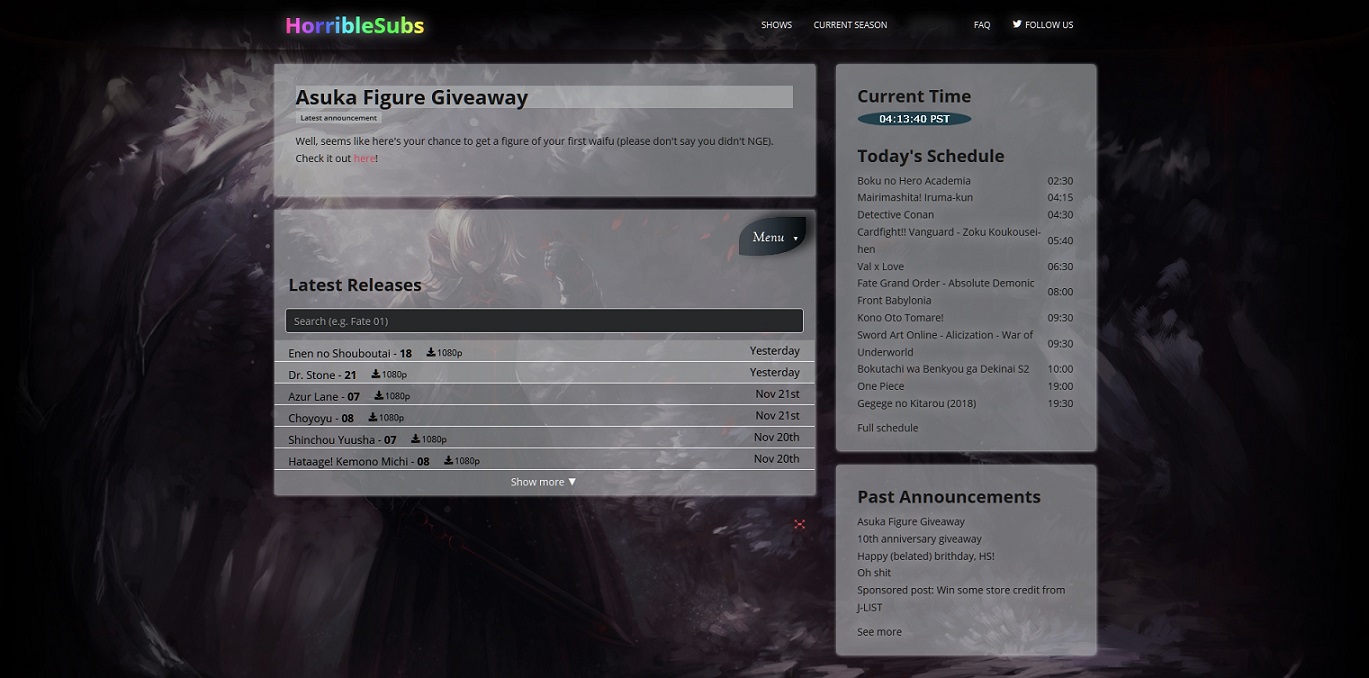 HorribleSubs
SHOWS
CURRENT SEASON
FAQ
FOLLOW US
Asuka Figure Giveaway
Latest announcement
Well, seems like here's your chance to get a figure of your first waifu (please don't say you didn't NGE).
Check it out here!
Menu ▾
Latest Releases
Search (e.g. Fate 01)
Enen no Shouboutai - 18 1080p Yesterday
Dr. Stone - 21 1080p Yesterday
Azur Lane - 07 1080p Nov 21st
Choyoyu - 08 1080p Nov 21st
Shinchou Yuusha - 07 1080p Nov 20th
Hataage! Kemono Michi - 08 1080p Nov 20th
Show more ▼
Current Time
04:13:40 PST
Today's Schedule
Boku no Hero Academia 02:30
Mairimashita! Iruma-kun 04:15
Detective Conan 04:30
Cardfight!! Vanguard - Zoku Koukousei-
hen 05:40
Val x Love 06:30
Fate Grand Order - Absolute Demonic
Front Babylonia 08:00
Kono Oto Tomare! 09:30
Sword Art Online - Alicization - War of
Underworld 09:30
Bokutachi wa Benkyou ga Dekinai S2 10:00
One Piece 19:00
Gegege no Kitarou (2018) 19:30
Full schedule
Past Announcements
Asuka Figure Giveaway
10th anniversary giveaway
Happy (belated) brithday, HS!
Oh shit
Sponsored post: Win some store credit from
J-LIST
See more